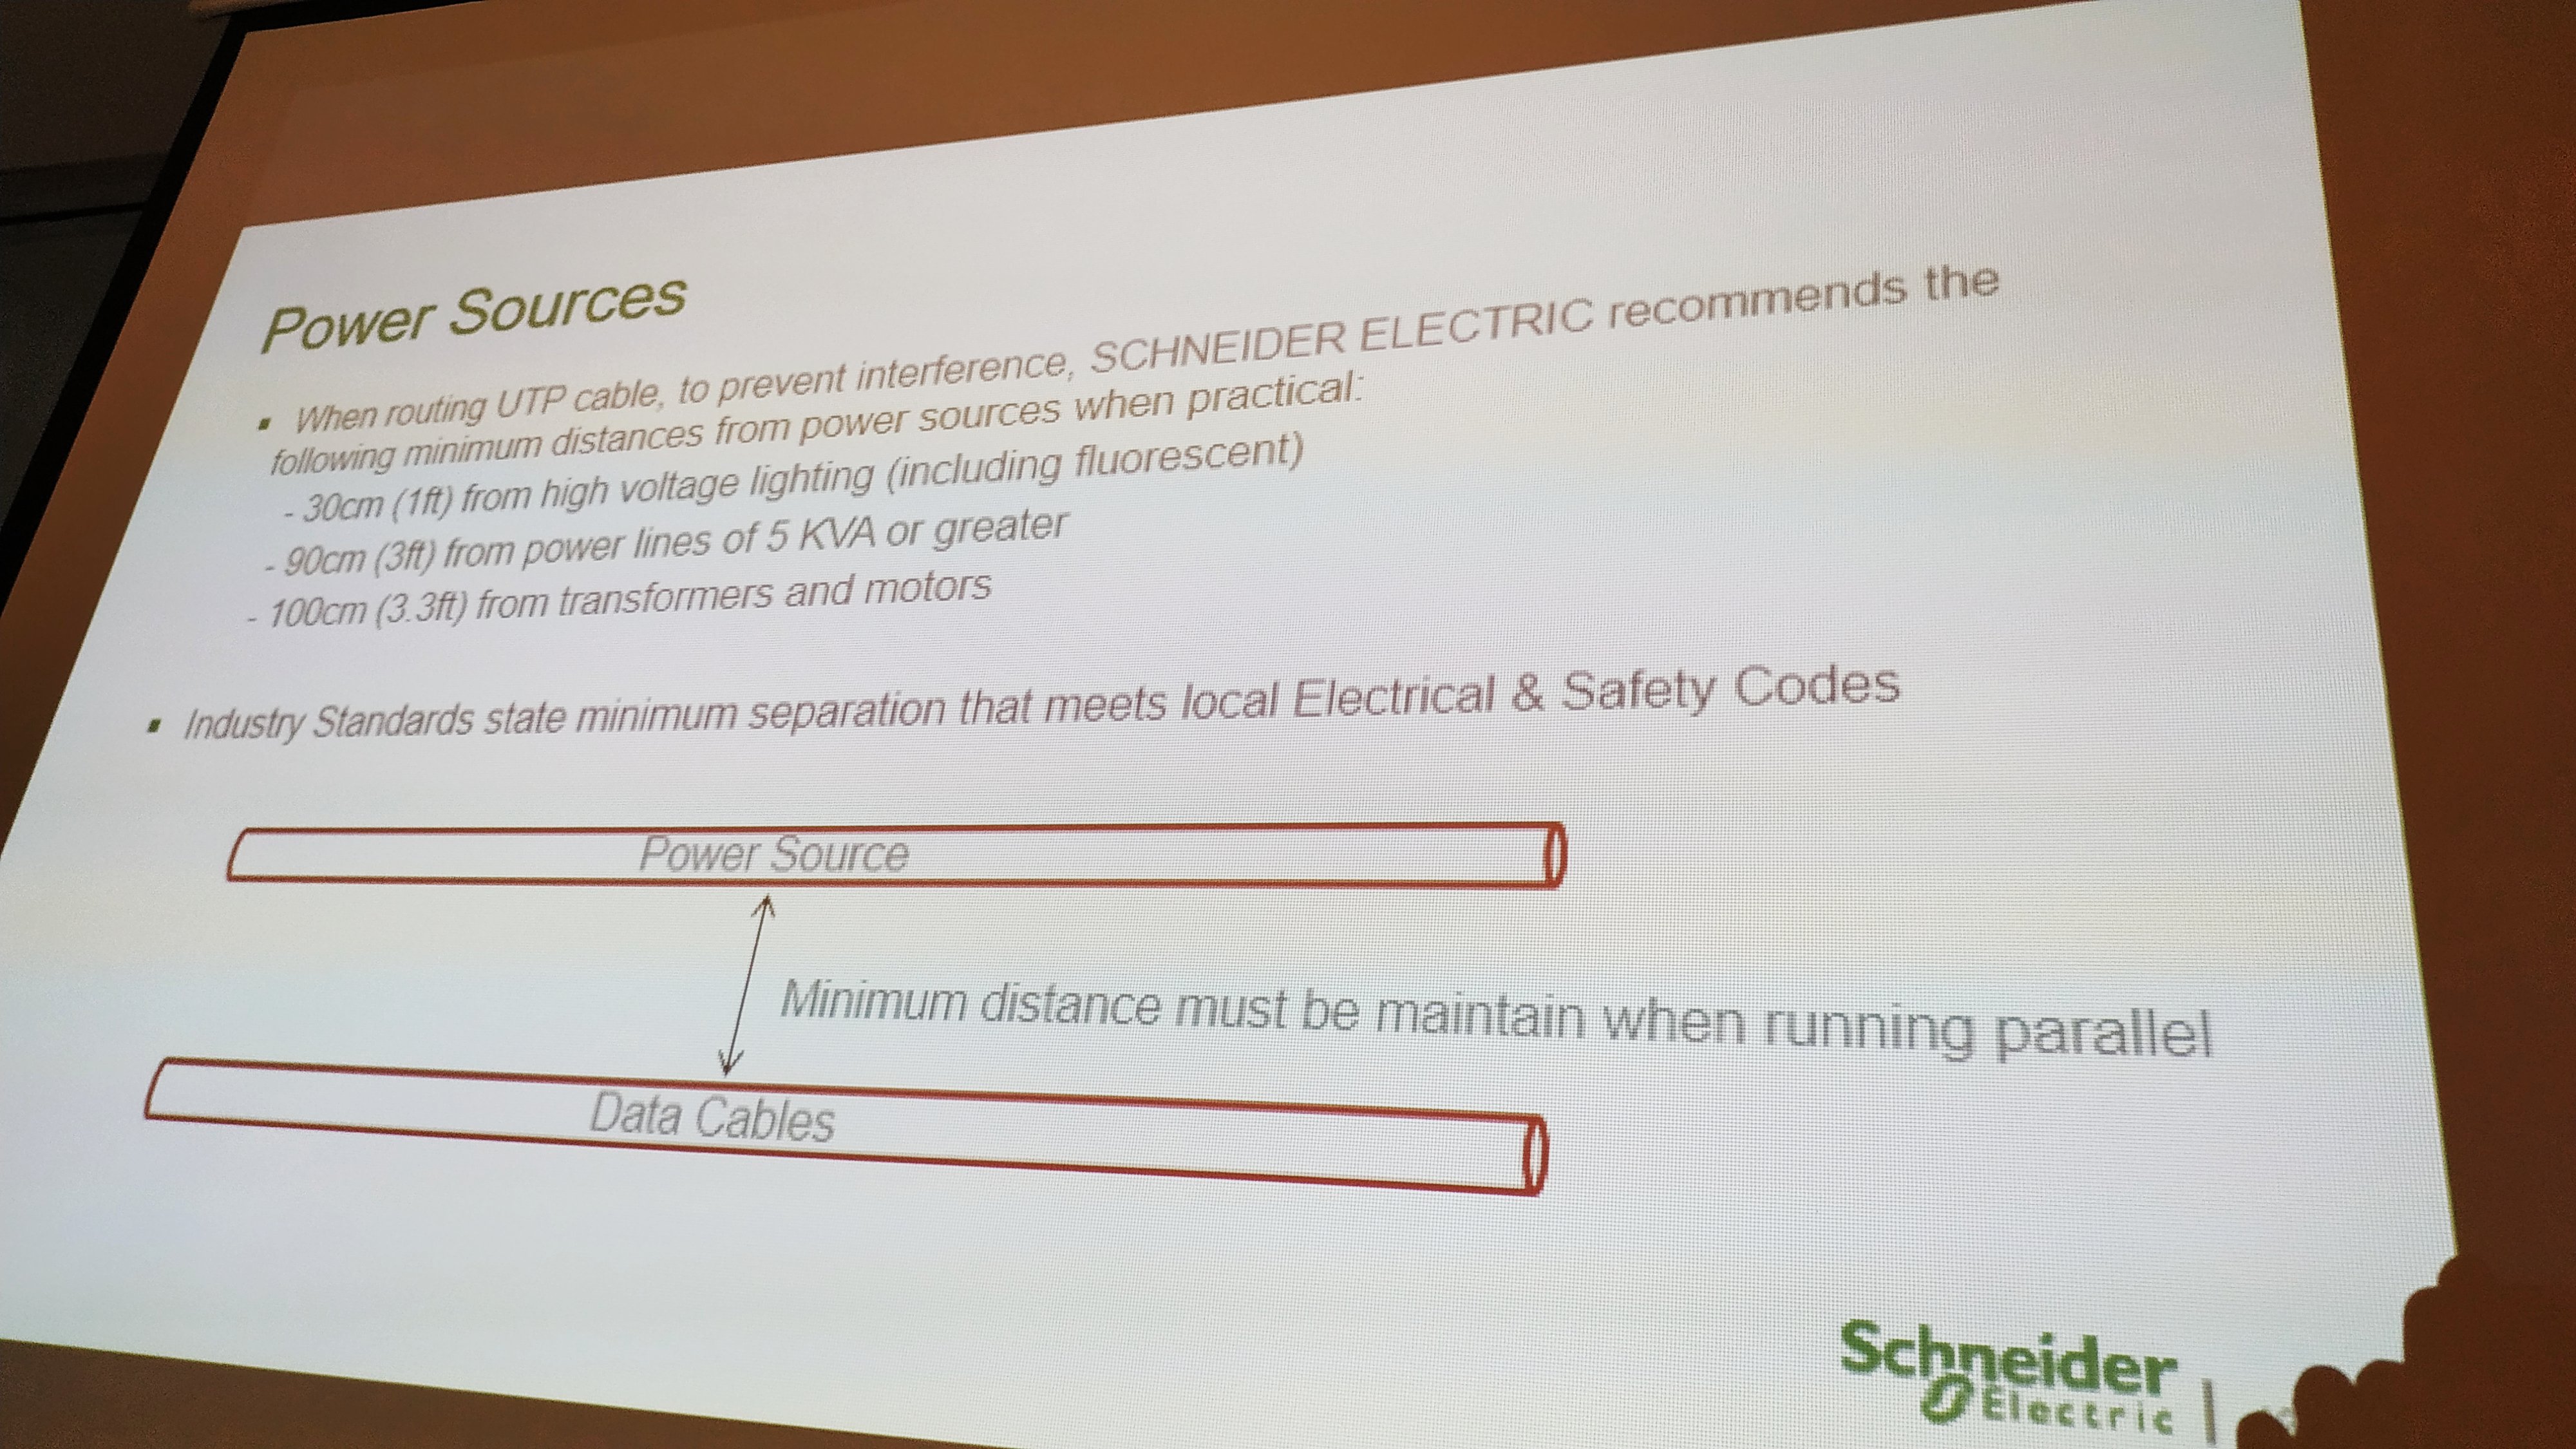 Power Sources
▪ When routing UTP cable, to prevent interference, SCHNEIDER ELECTRIC recommends the
following minimum distances from power sources when practical:
- 30cm (1ft) from high voltage lighting (including fluorescent)
- 90cm (3ft) from power lines of 5 KVA or greater
- 100cm (3.3ft) from transformers and motors
▪ Industry Standards state minimum separation that meets local Electrical & Safety Codes
Power Source
Minimum distance must be maintain when running parallel
Data Cables
Schneider
Electric